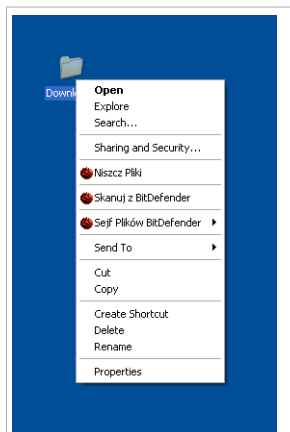 Open
Explore
Search...
Sharing and Security...
Niszcz Pliki
Skanuj z BitDefender
Sejf Plików BitDefender
Send To
Cut
Copy
Create Shortcut
Delete
Rename
Properties